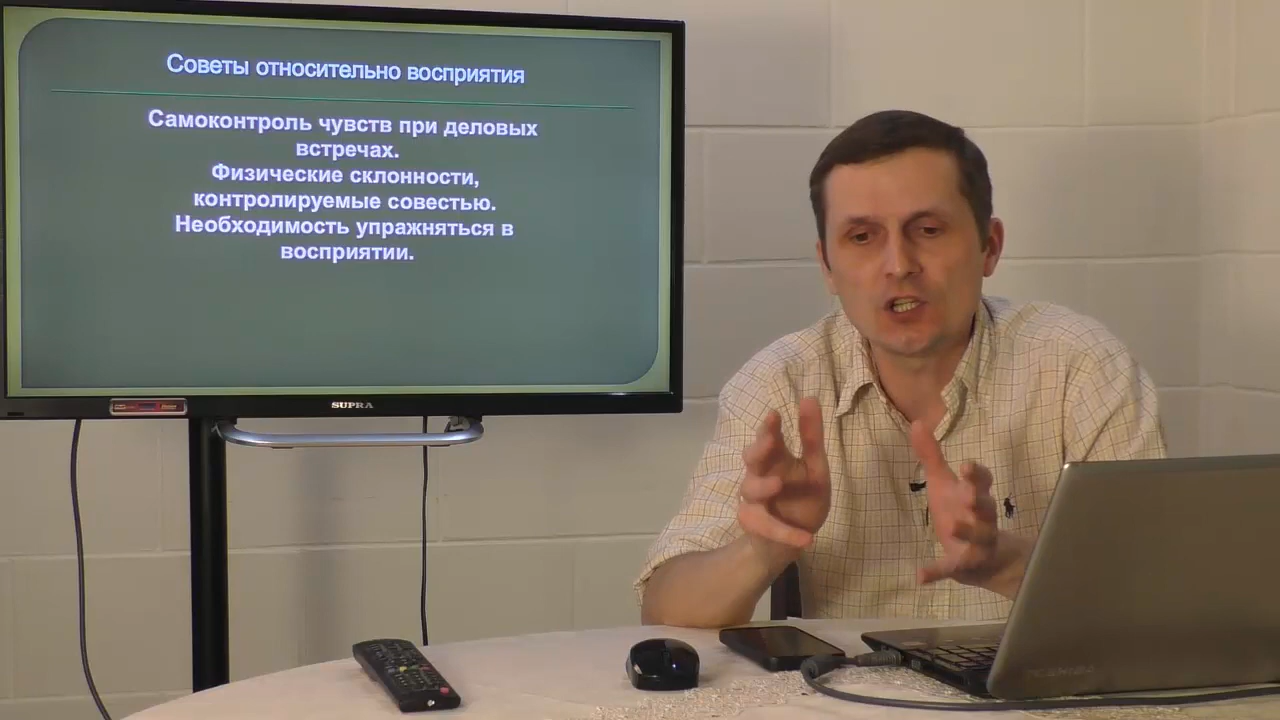 Советы относительно восприятия
Самоконтроль чувств при деловых
встречах.
Физические склонности,
контролируемые совестью.
Необходимость упражняться в
восприятии.
SUPRA